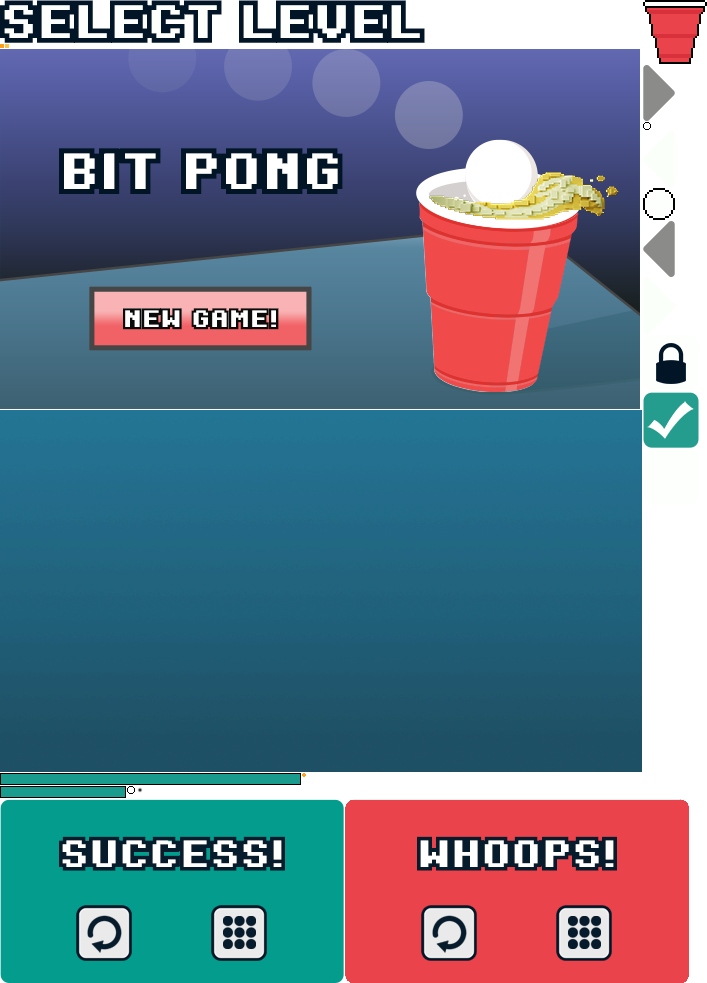 SELECT LEVEL
BIT PONG
NEW GAME!
SUCCESS!
WHOOPS!